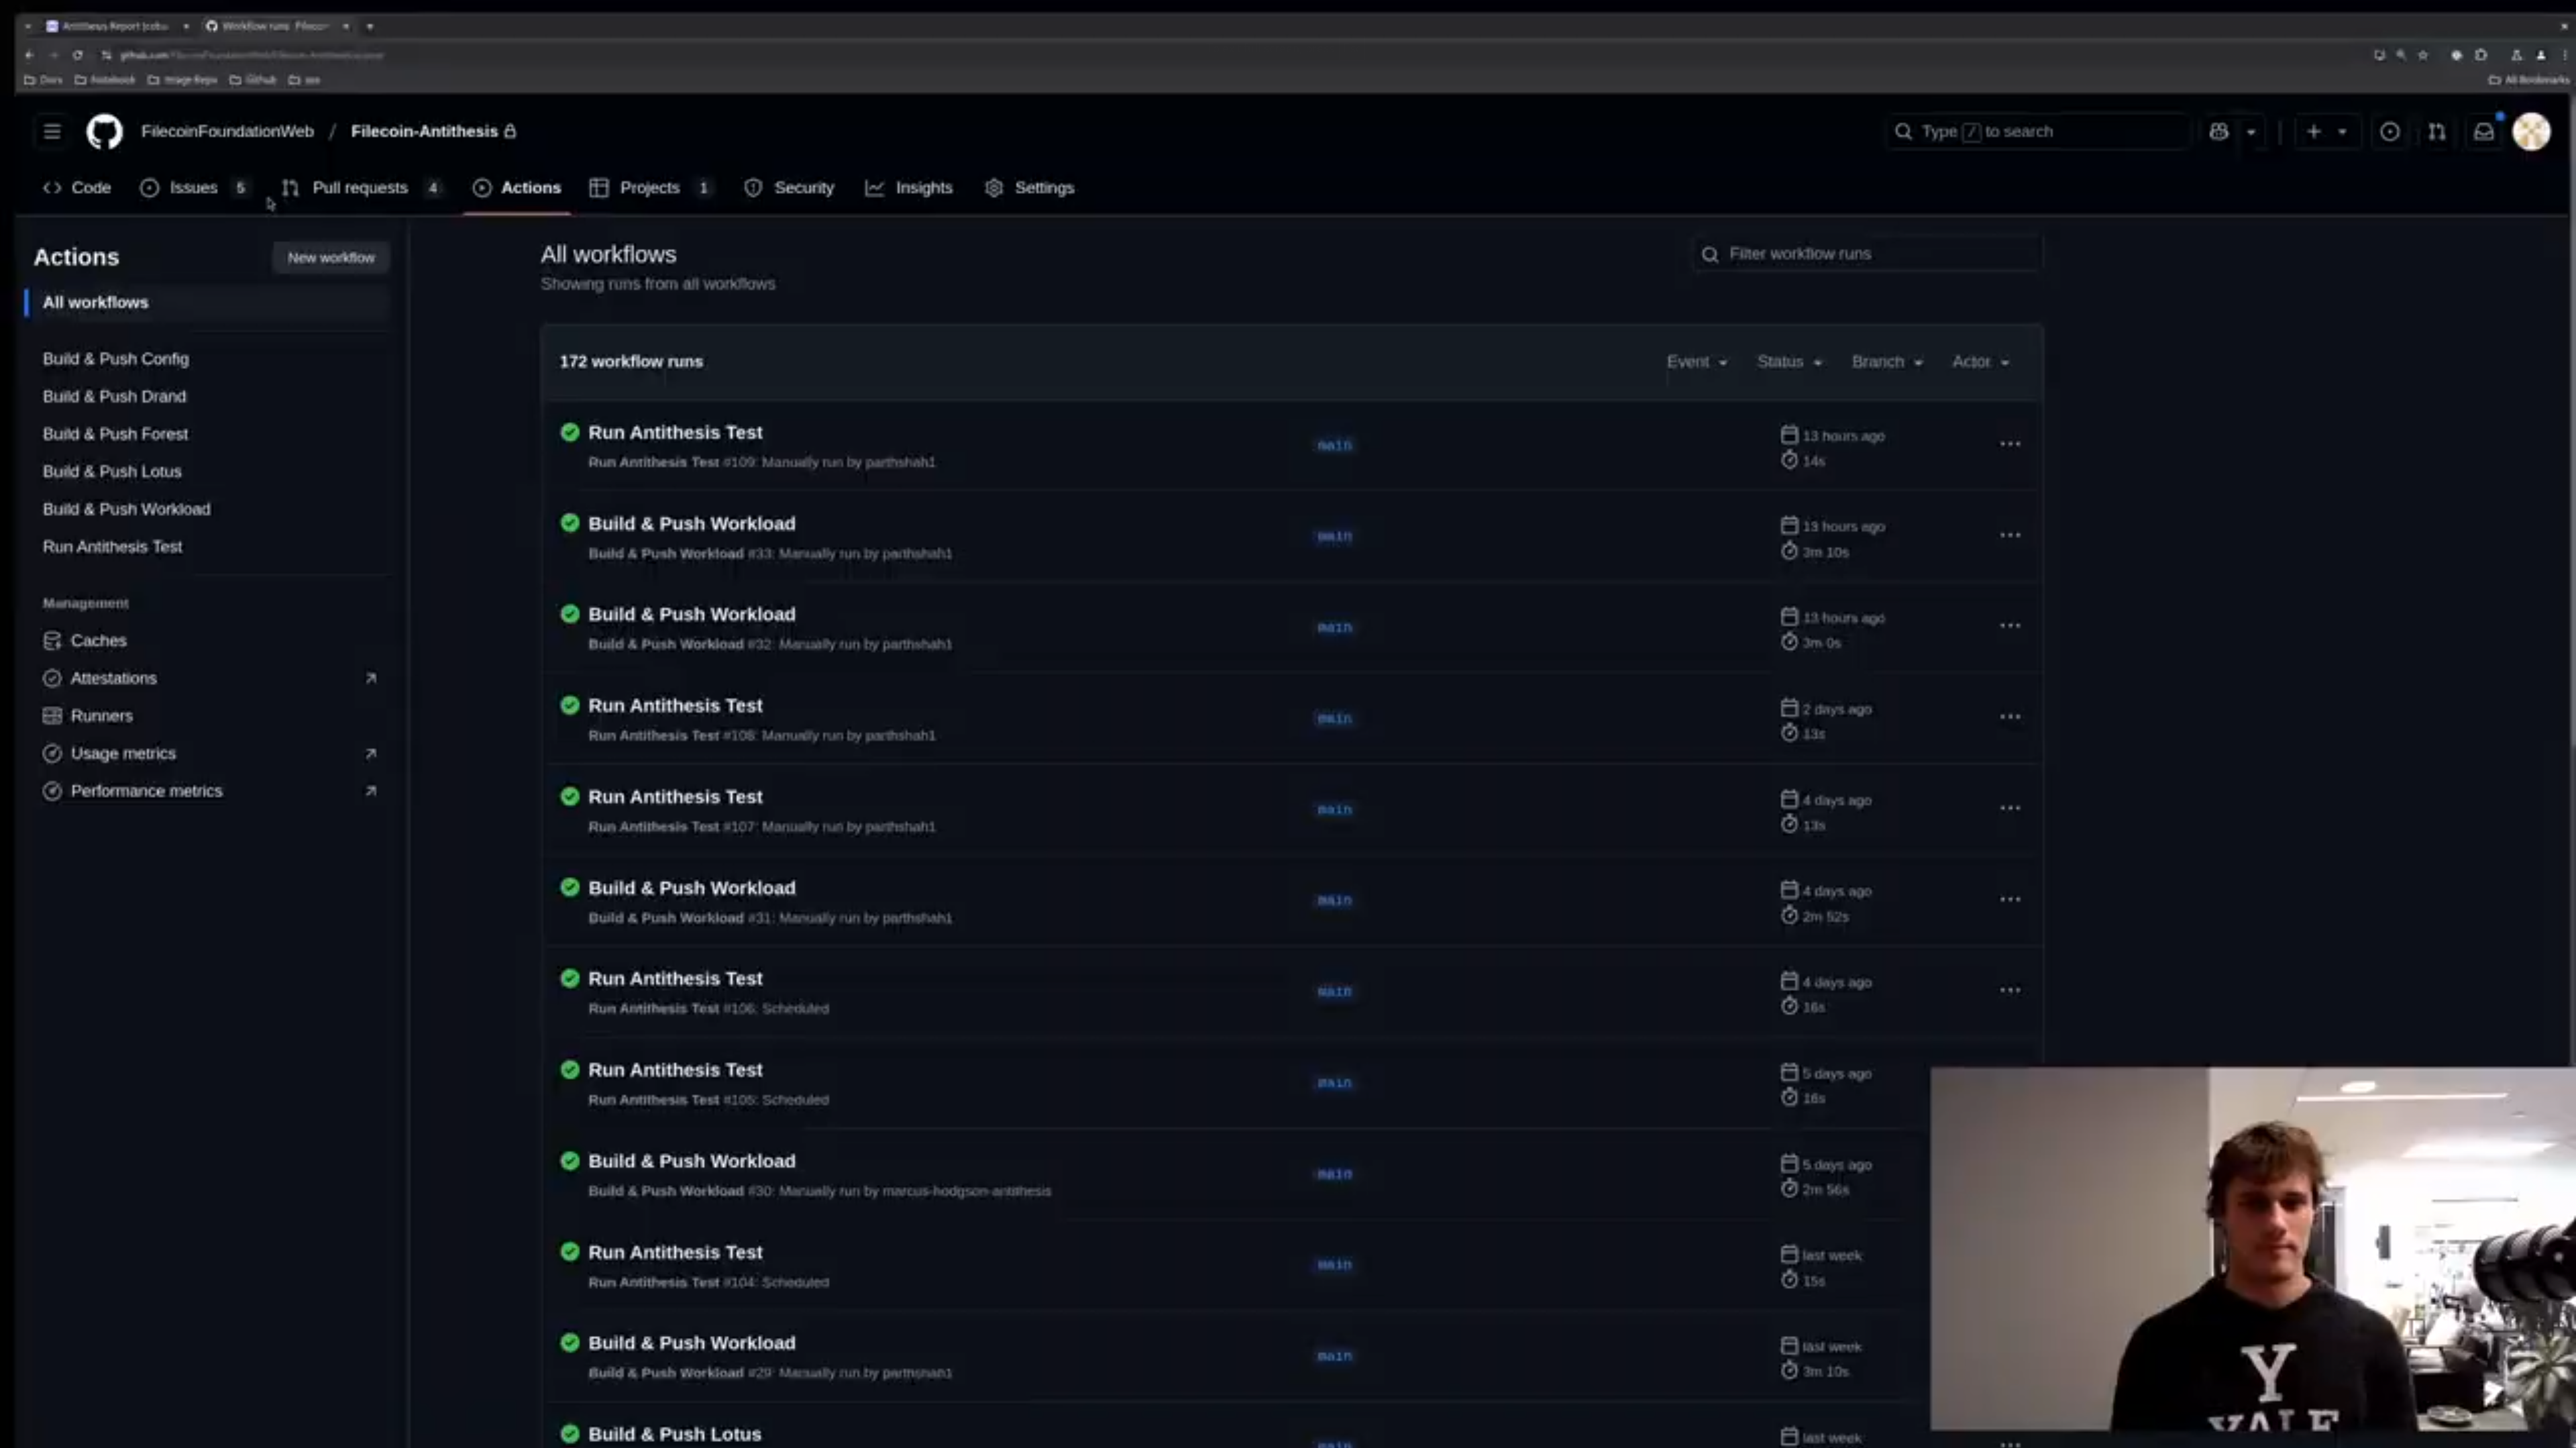 Antithesis Report
Workflow runs
Docs
Notebook
Image Repo
Github
All Bookmarks
FilecoinFoundationWeb / Filecoin-Antithesis
Type / to search
Code
Issues 5
Pull requests 4
Actions
Projects 1
Security
Insights
Settings
Actions
New workflow
All workflows
Build & Push Config
Build & Push Drand
Build & Push Forest
Build & Push Lotus
Build & Push Workload
Run Antithesis Test
Management
Caches
Attestations
Runners
Usage metrics
Performance metrics
All workflows
Showing runs from all workflows
Filter workflow runs
172 workflow runs
Event
Status
Branch
Actor
Run Antithesis Test
Run Antithesis Test #109: Manually run by parthshah1
main
13 hours ago
14s
Build & Push Workload
Build & Push Workload #33: Manually run by parthshah1
main
13 hours ago
3m 10s
Build & Push Workload
Build & Push Workload #32: Manually run by parthshah1
main
13 hours ago
3m 0s
Run Antithesis Test
Run Antithesis Test #108: Manually run by parthshah1
main
2 days ago
13s
Run Antithesis Test
Run Antithesis Test #107: Manually run by parthshah1
main
4 days ago
13s
Build & Push Workload
Build & Push Workload #31: Manually run by parthshah1
main
4 days ago
2m 52s
Run Antithesis Test
Run Antithesis Test #106: Scheduled
main
4 days ago
16s
Run Antithesis Test
Run Antithesis Test #105: Scheduled
main
5 days ago
16s
Build & Push Workload
Build & Push Workload #30: Manually run by marcus-hodgson-antithesis
main
5 days ago
2m 56s
Run Antithesis Test
Run Antithesis Test #104: Scheduled
main
last week
15s
Build & Push Workload
Build & Push Workload #29: Manually run by parthshah1
main
last week
3m 10s
Build & Push Lotus
main
last week
Y
YALE